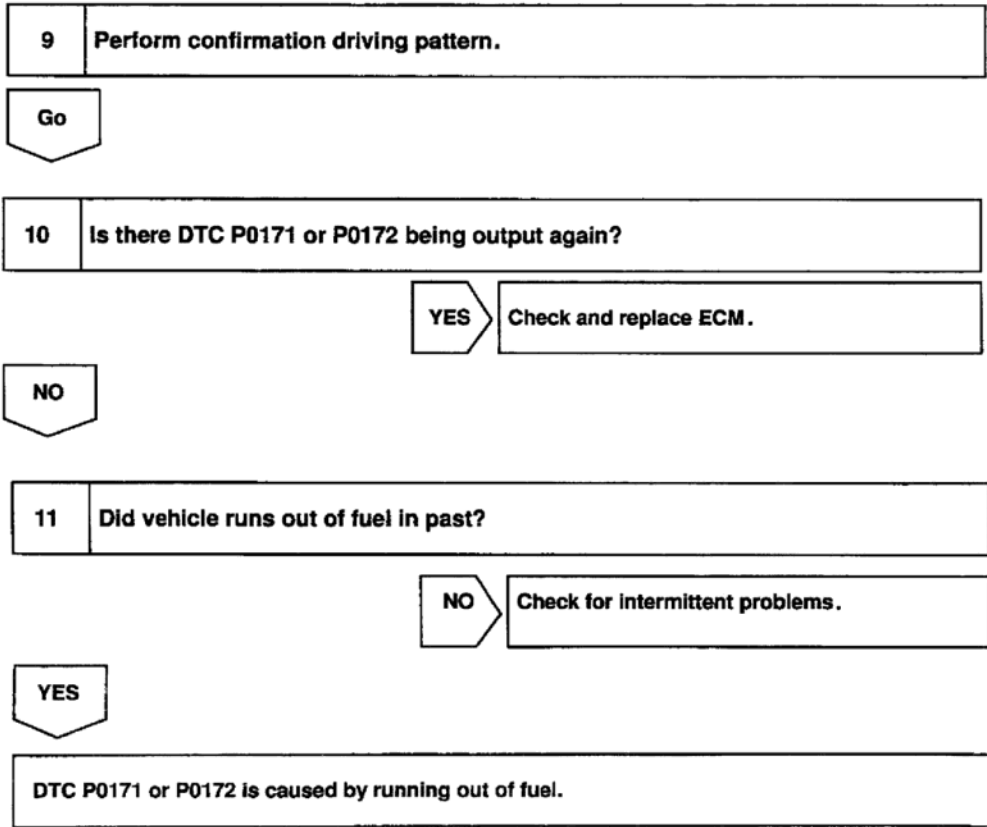 9 Perform confirmation driving pattern.
Go
10 Is there DTC P0171 or P0172 being output again?
YES Check and replace ECM.
NO
11 Did vehicle runs out of fuel in past?
NO Check for intermittent problems.
YES
DTC P0171 or P0172 is caused by running out of fuel.